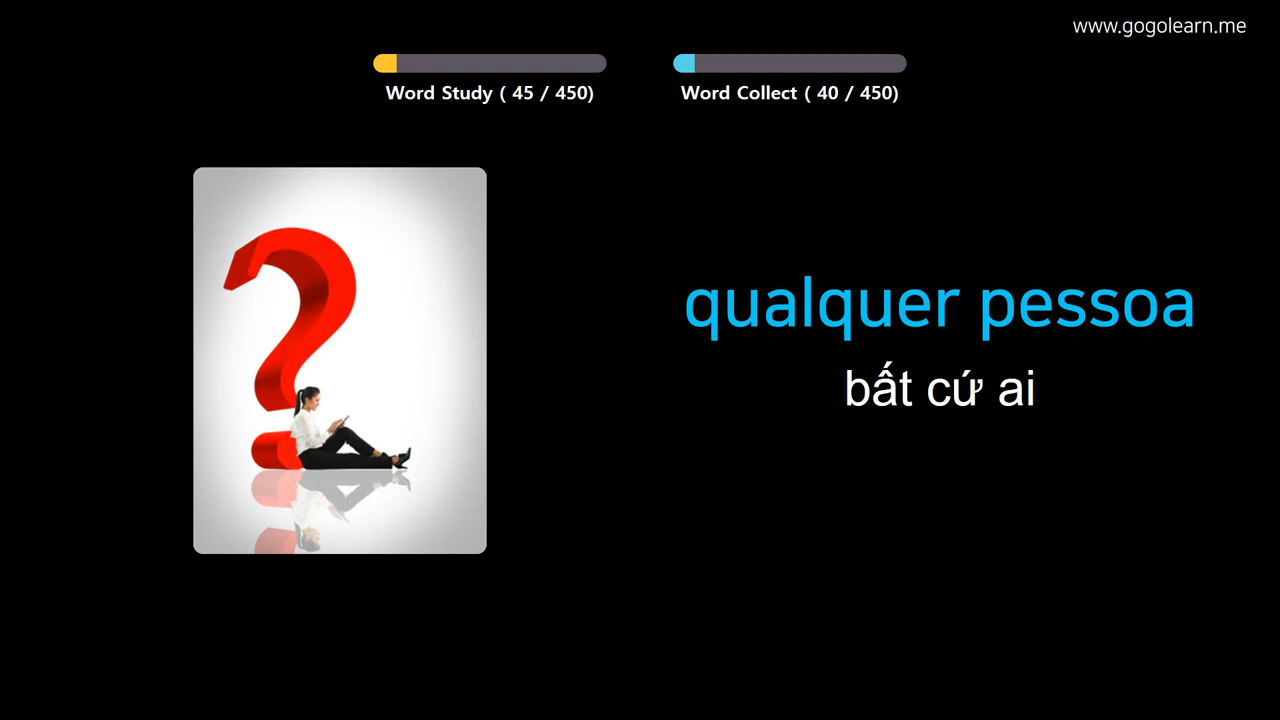 www.gogolearn.me
Word Study ( 45 / 450)
Word Collect ( 40 / 450)
qualquer pessoa
bất cứ ai